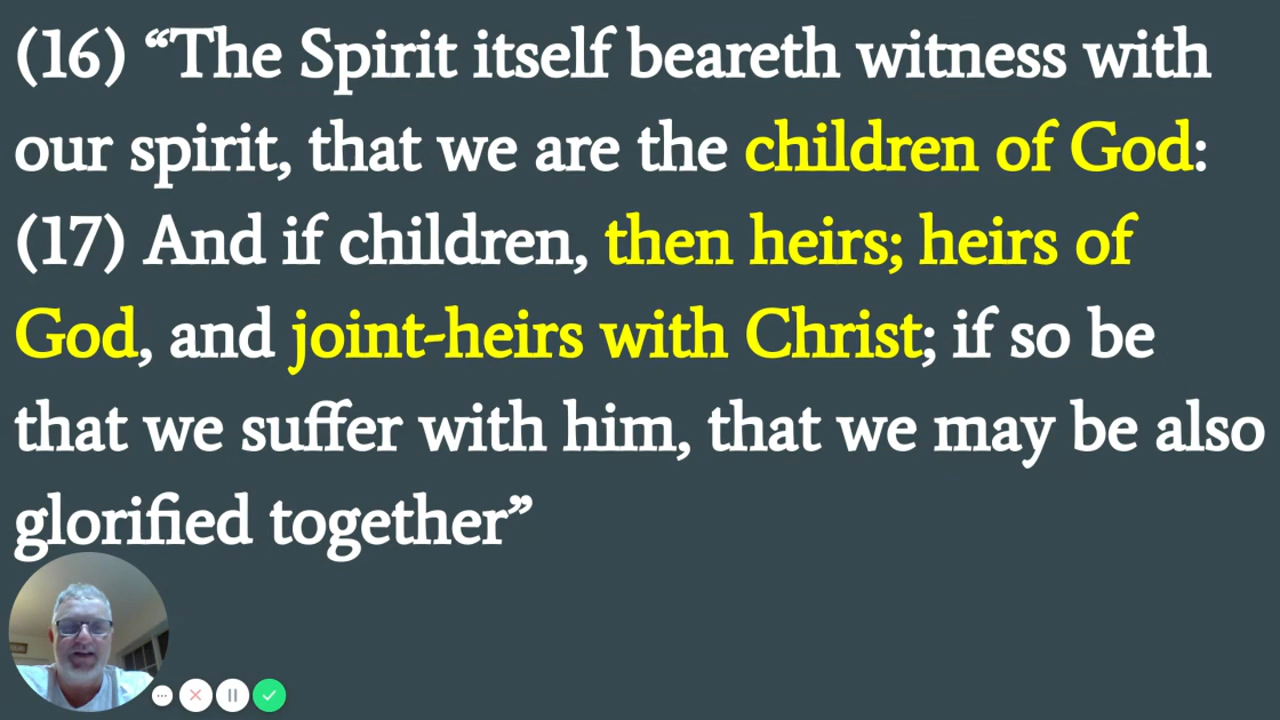 (16) “The Spirit itself beareth witness with
our spirit, that we are the children of God:
(17) And if children, then heirs; heirs of
God, and joint-heirs with Christ; if so be
that we suffer with him, that we may be also
glorified together”